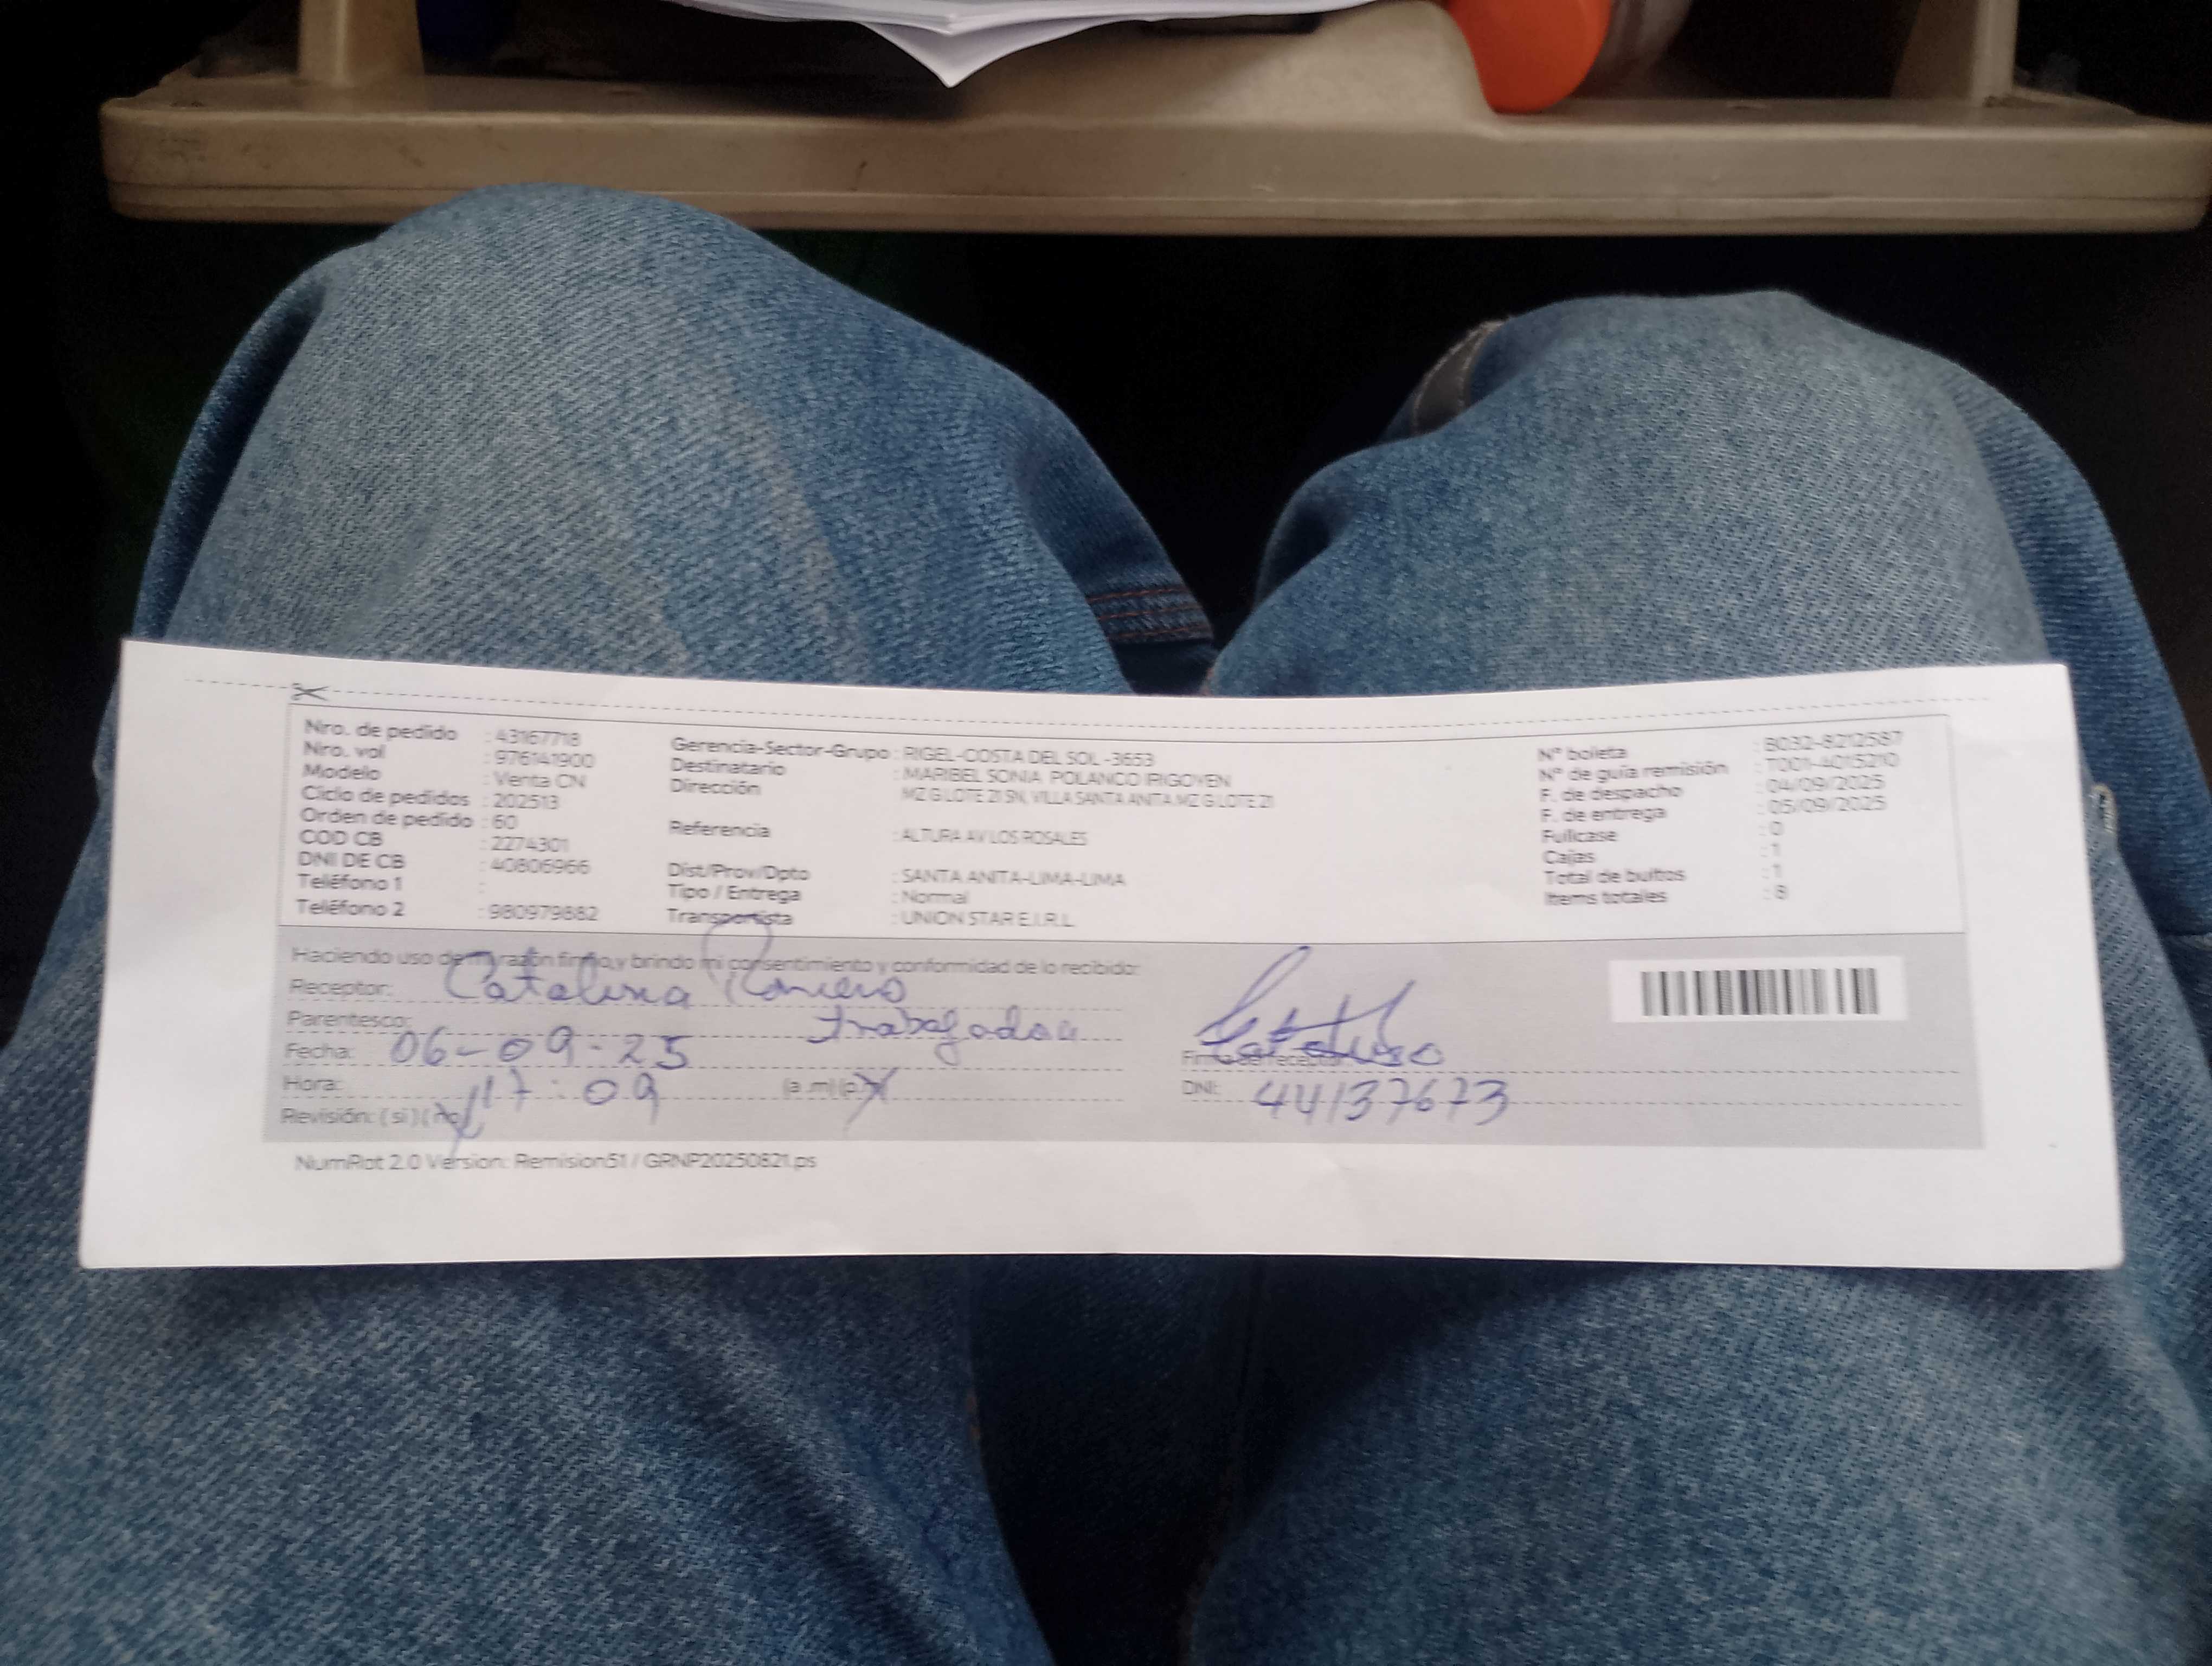 Nro. de pedido : 43167718
Nro. vol : 976141900
Modelo : Venta CN
Ciclo de pedidos : 202513
Orden de pedido : 60
COD CB : 2274301
DNI DE CB : 40806966
Teléfono 1 :
Teléfono 2 : 980979882
Gerencia-Sector-Grupo : RIGEL-COSTA DEL SOL -3653
Destinatario : MARIBEL SONIA POLANCO IRIGOYEN
Dirección MZ G LOTE 21 SN, VILLA SANTA ANITA MZ G LOTE 21
Referencia : ALTURA AV LOS ROSALES
Dist/Prov/Dpto : SANTA ANITA-LIMA-LIMA
Tipo / Entrega : Normal
Transportista : UNION STAR E.I.R.L.
N° boleta : B032-8212587
N° de guía remisión : T001-4015210
F. de despacho : 04/09/2025
F. de entrega : 05/09/2025
Fullcase : 0
Cajas : 1
Total de bultos : 1
Items totales : 8
Haciendo uso de mi razón firmo y brindo mi consentimiento y conformidad de lo recibido:
Receptor: Catalina Romero
Parentesco: trabajadora
Fecha: 06-09-25
Hora: 17:09 (a.m) (p.
Revisión: ( si ) ( no
Firma de receptor:
DNI: 44137673
NumRot 2.0 Version: Remision51 / GRNP20250821.ps